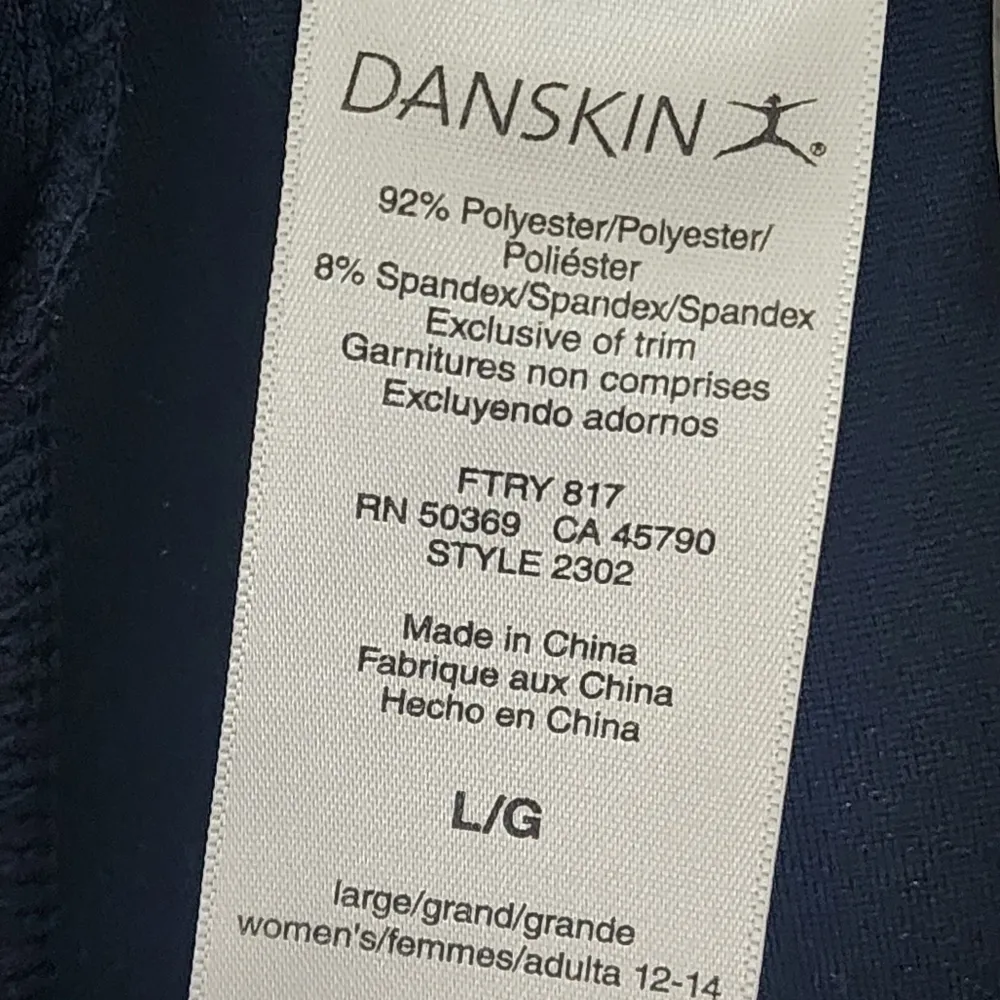 DANSKIN ®
92% Polyester/Polyester/
Poliéster
8% Spandex/Spandex/Spandex
Exclusive of trim
Garnitures non comprises
Excluyendo adornos
FTRY 817
RN 50369 CA 45790
STYLE 2302
Made in China
Fabrique aux China
Hecho en China
L/G
large/grand/grande
women's/femmes/adulta 12-14